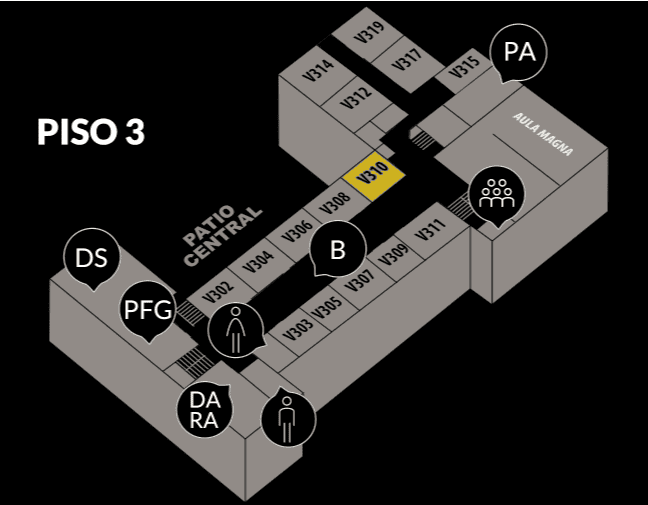 PISO 3
V319
V317
V315
PA
V314
V312
AULA MAGNA
V310
V308
V306
V304
V302
PATIO
CENTRAL
B
V311
V309
V307
V305
V303
DS
PFG
DA
RA